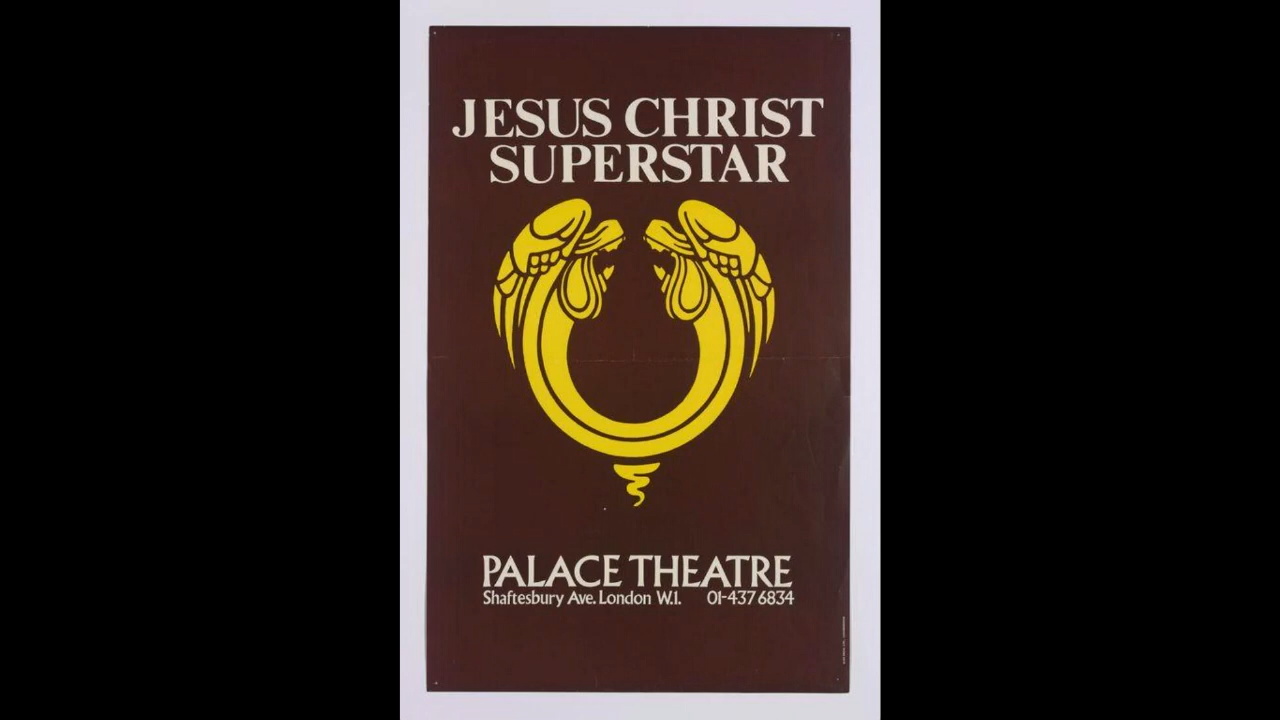 JESUS CHRIST
SUPERSTAR
PALACE THEATRE
Shaftesbury Ave. London W.1. 01-437 6834